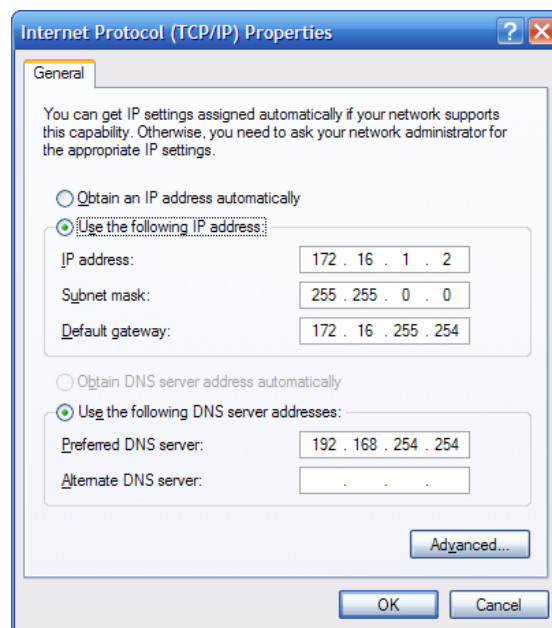 Internet Protocol (TCP/IP) Properties
General
You can get IP settings assigned automatically if your network supports
this capability. Otherwise, you need to ask your network administrator for
the appropriate IP settings.
Obtain an IP address automatically
Use the following IP address:
IP address: 172 . 16 . 1 . 2
Subnet mask: 255 . 255 . 0 . 0
Default gateway: 172 . 16 . 255 . 254
Obtain DNS server address automatically
Use the following DNS server addresses:
Preferred DNS server: 192 . 168 . 254 . 254
Alternate DNS server: . . .
Advanced...
OK Cancel